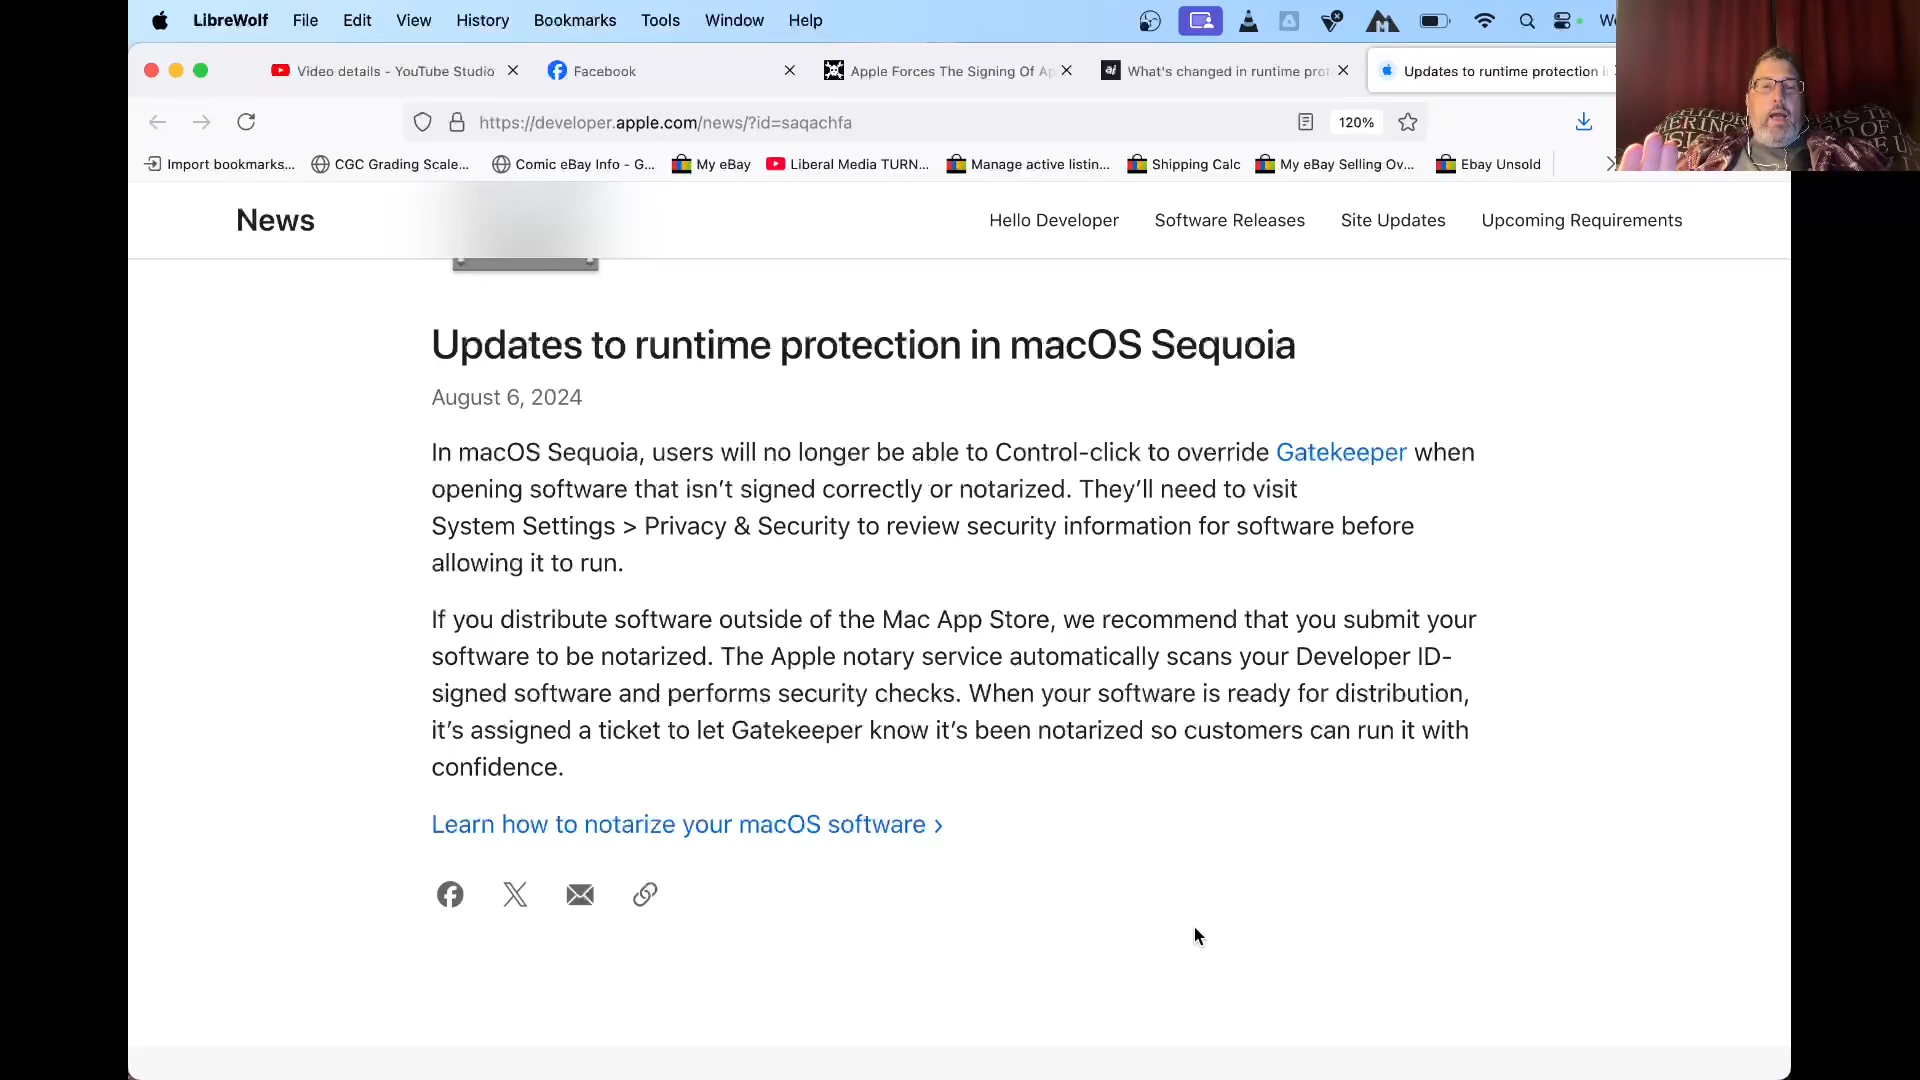 LibreWolf File Edit View History Bookmarks Tools Window Help
Video details - YouTube Studio Facebook Apple Forces The Signing Of Ap What's changed in runtime prot Updates to runtime protection i
https://developer.apple.com/news/?id=saqachfa 120%
Import bookmarks... CGC Grading Scale... Comic eBay Info - G... My eBay Liberal Media TURN... Manage active listin... Shipping Calc My eBay Selling Ov... Ebay Unsold
News Hello Developer Software Releases Site Updates Upcoming Requirements
Updates to runtime protection in macOS Sequoia
August 6, 2024
In macOS Sequoia, users will no longer be able to Control-click to override Gatekeeper when
opening software that isn’t signed correctly or notarized. They’ll need to visit
System Settings > Privacy & Security to review security information for software before
allowing it to run.
If you distribute software outside of the Mac App Store, we recommend that you submit your
software to be notarized. The Apple notary service automatically scans your Developer ID-
signed software and performs security checks. When your software is ready for distribution,
it’s assigned a ticket to let Gatekeeper know it’s been notarized so customers can run it with
confidence.
Learn how to notarize your macOS software ›